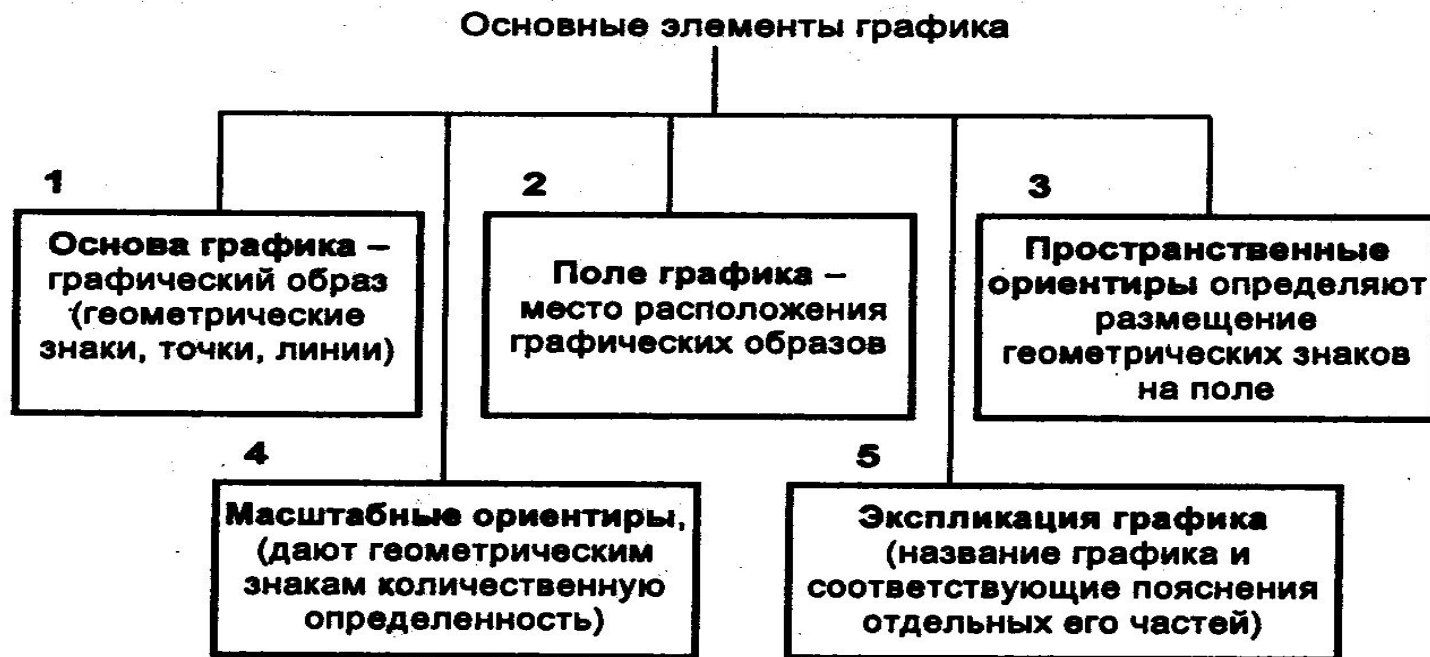 Основные элементы графика
1
Основа графика –
графический образ
(геометрические
знаки, точки, линии)
2
Поле графика –
место расположения
графических образов
3
Пространственные
ориентиры определяют
размещение
геометрических знаков
на поле
4
Масштабные ориентиры,
(дают геометрическим
знакам количественную
определенность)
5
Экспликация графика
(название графика и
соответствующие пояснения
отдельных его частей)